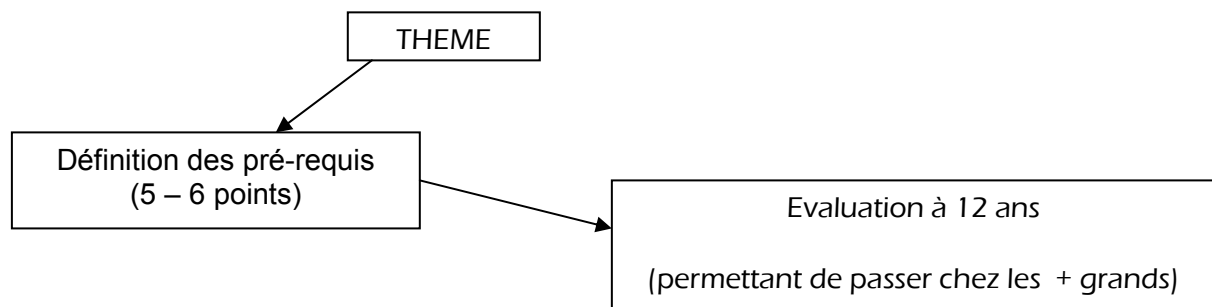 THEME
Définition des pré-requis
(5 – 6 points)
Evaluation à 12 ans
(permettant de passer chez les + grands)